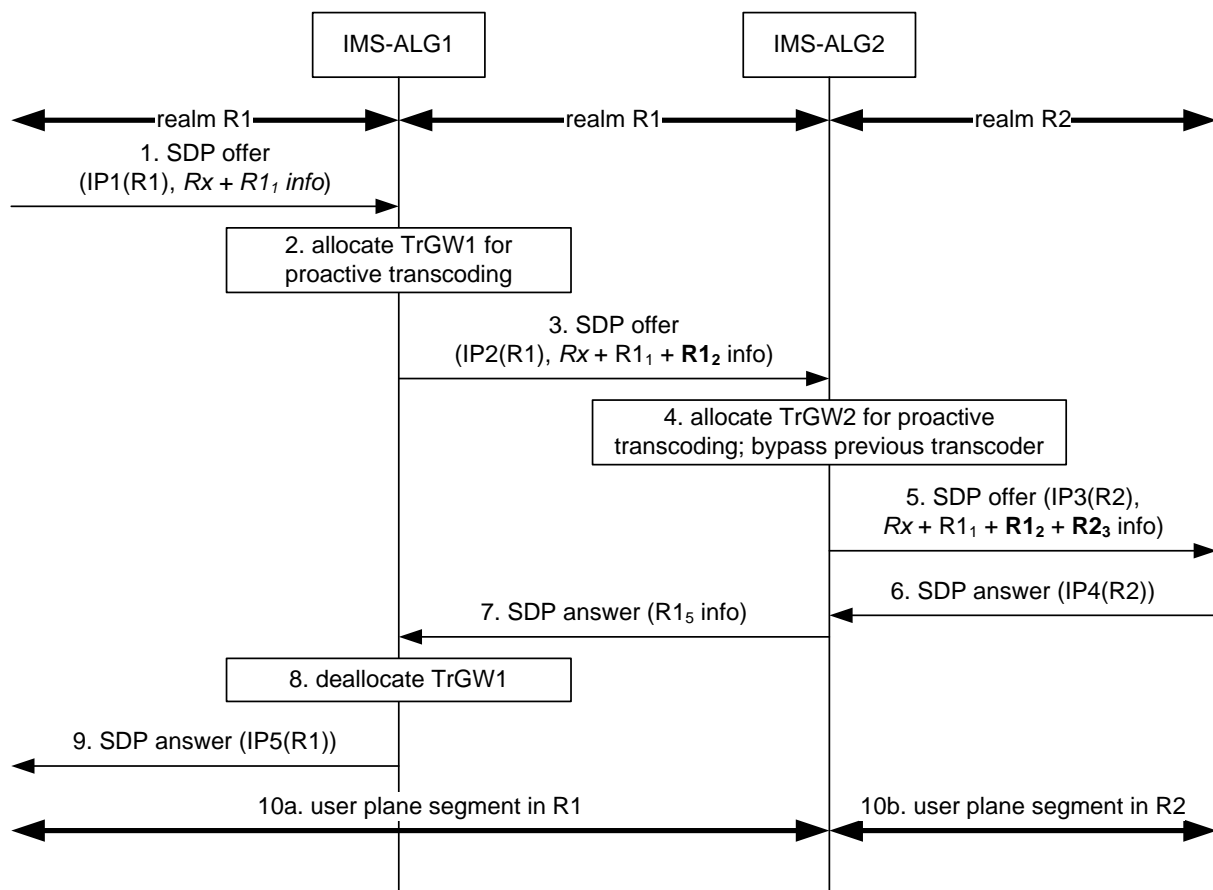 IMS-ALG1
IMS-ALG2
realm R1
realm R1
realm R2
1. SDP offer
(IP1(R1), Rx + R1₁ info)
2. allocate TrGW1 for
proactive transcoding
3. SDP offer
(IP2(R1), Rx + R1₁ + R1₂ info)
4. allocate TrGW2 for proactive
transcoding; bypass previous transcoder
5. SDP offer (IP3(R2),
Rx + R1₁ + R1₂ + R2₃ info)
6. SDP answer (IP4(R2))
7. SDP answer (R1₅ info)
8. deallocate TrGW1
9. SDP answer (IP5(R1))
10a. user plane segment in R1
10b. user plane segment in R2